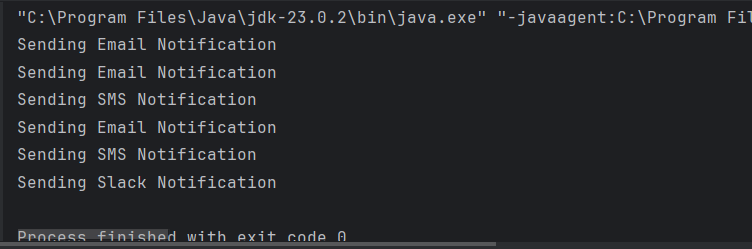 "C:\Program Files\Java\jdk-23.0.2\bin\java.exe" "-javaagent:C:\Program Fil
Sending Email Notification
Sending Email Notification
Sending SMS Notification
Sending Email Notification
Sending SMS Notification
Sending Slack Notification
Process finished with exit code 0